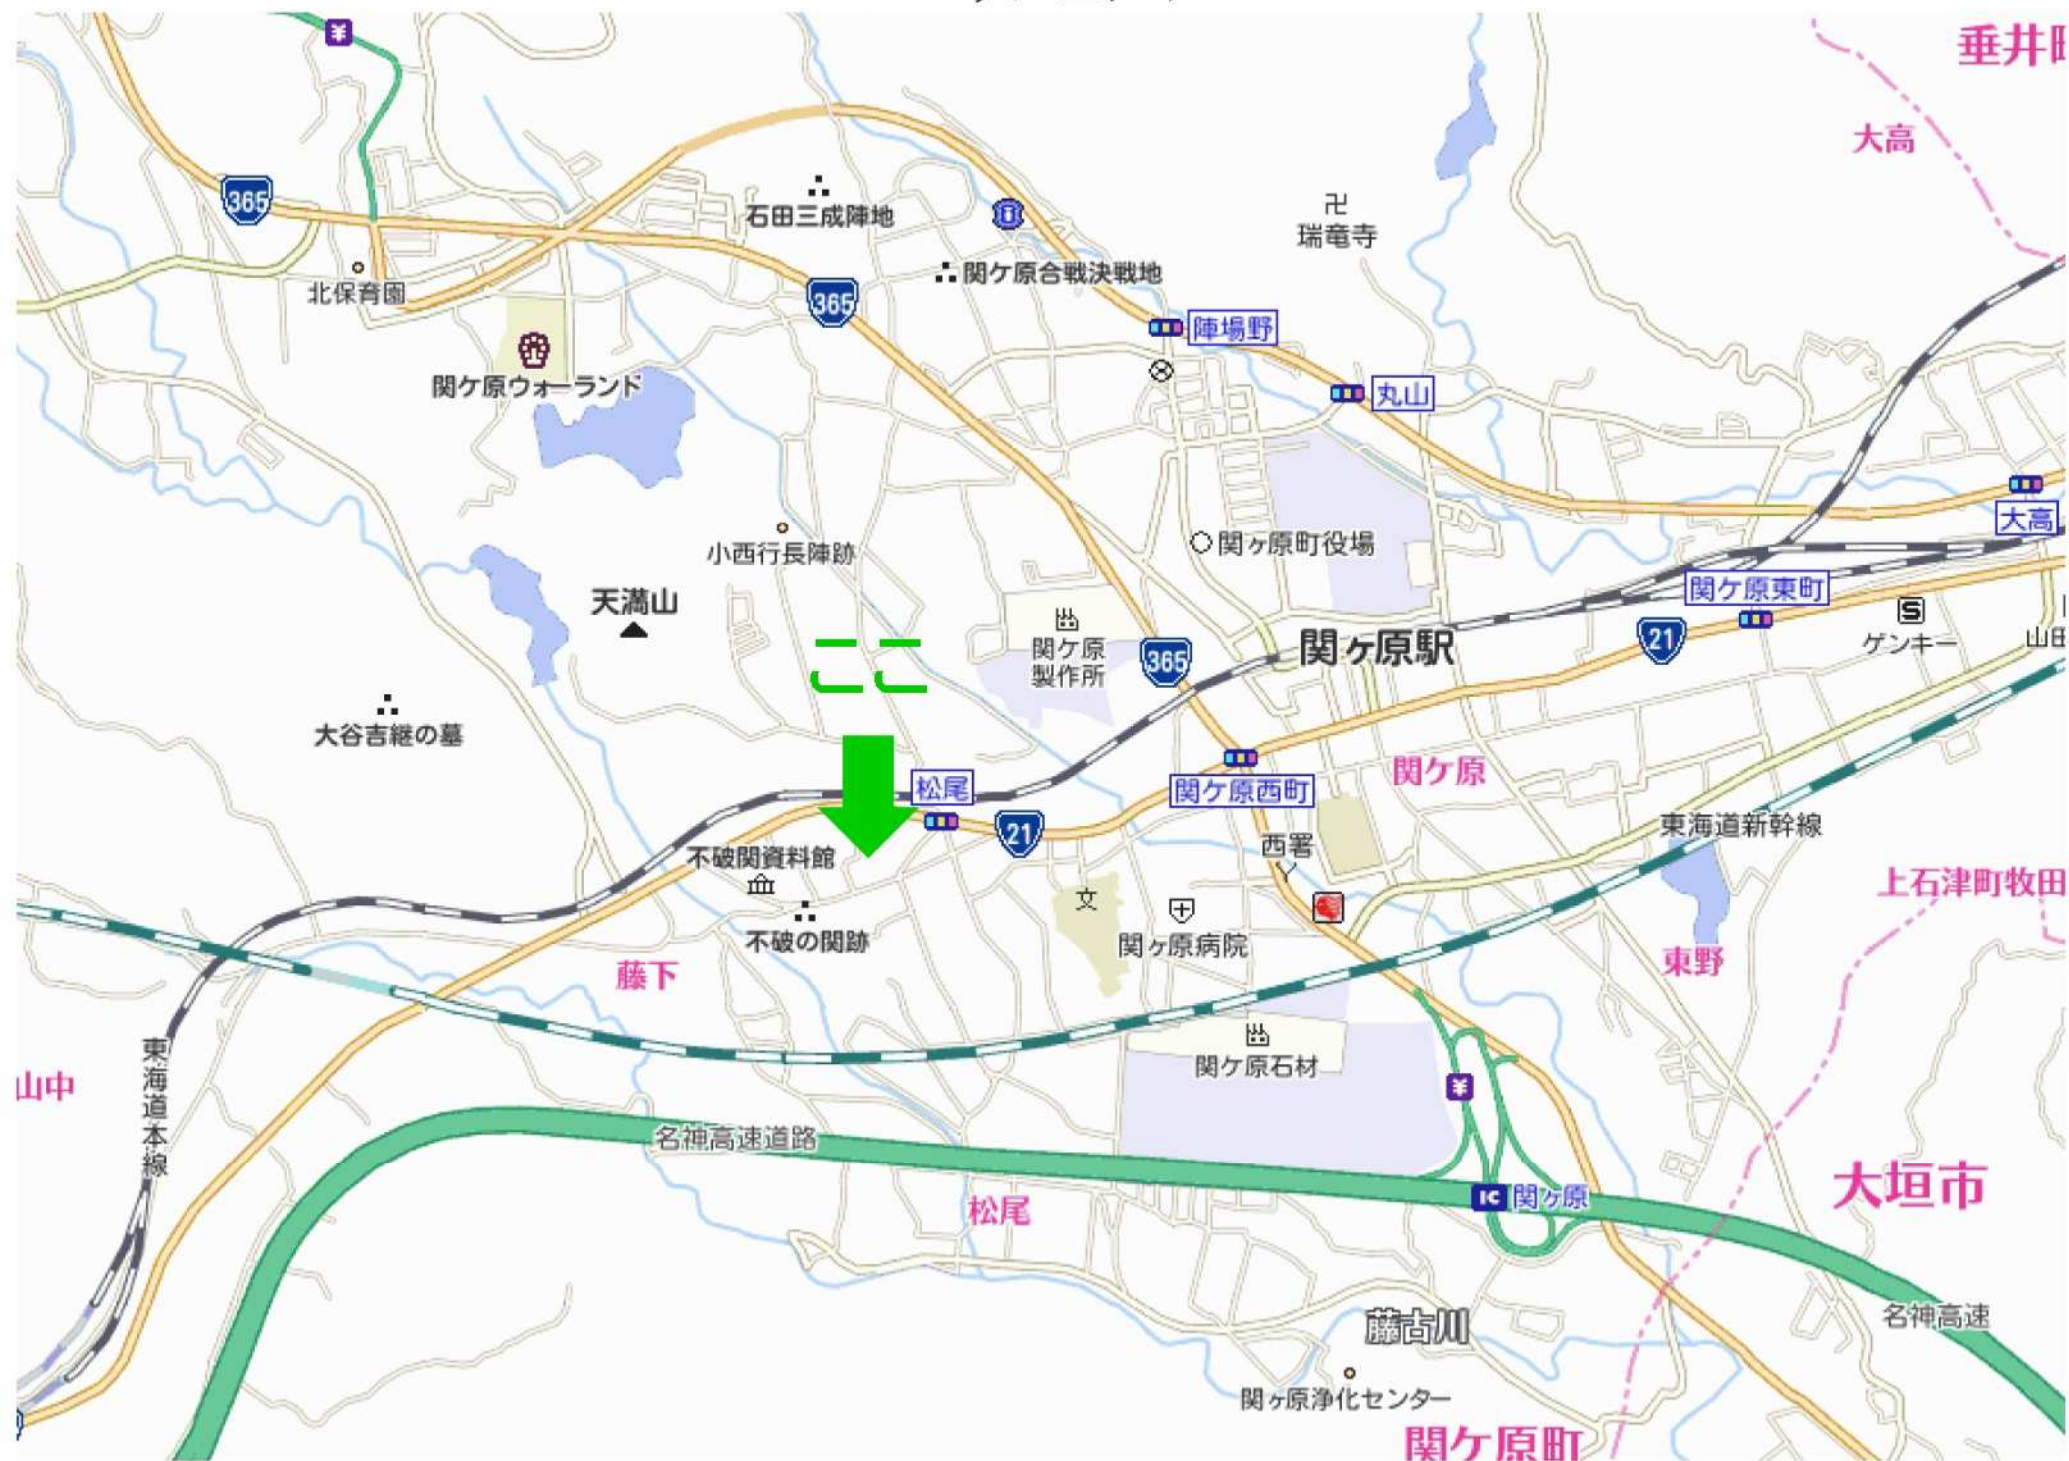 垂井町
大高
365
石田三成陣地
瑞竜寺
関ケ原合戦決戦地
北保育園
365
陣場野
関ケ原ウォーランド
丸山
大高
小西行長陣跡
関ヶ原町役場
天満山
関ケ原東町
ここ
関ケ原
製作所
365
関ヶ原駅
21
S
ゲンキー
山田
大谷吉継の墓
松尾
関ケ原西町
関ケ原
21
東海道新幹線
西署
不破関資料館
文
上石津町牧田
不破の関跡
関ヶ原病院
藤下
東野
東海道本線
山中
関ケ原石材
名神高速道路
松尾
IC 関ヶ原
大垣市
藤古川
名神高速
関ヶ原浄化センター
関ケ原町